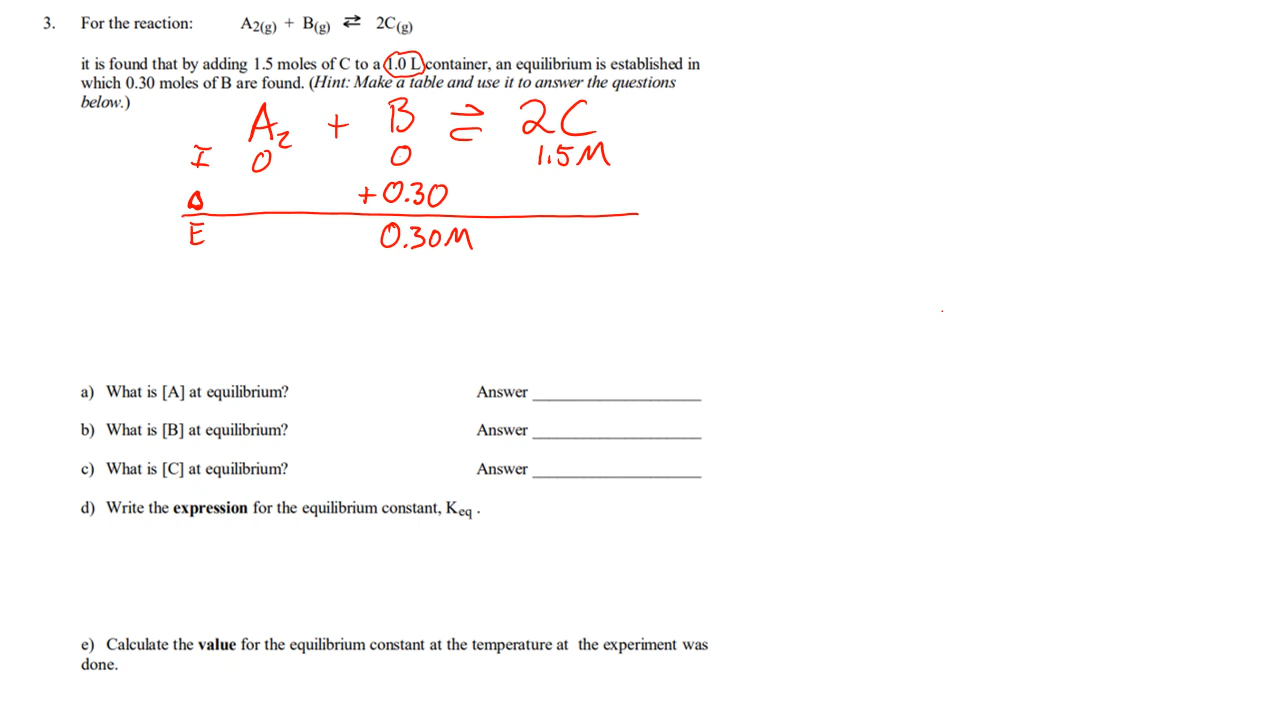 3. For the reaction: A2(g) + B(g) ⇄ 2C(g)
it is found that by adding 1.5 moles of C to a 1.0 L container, an equilibrium is established in
which 0.30 moles of B are found. (Hint: Make a table and use it to answer the questions
below.)
A2 + B ⇌ 2C
I 0 0 1.5M
Δ +0.30
E 0.30M
a) What is [A] at equilibrium? Answer
b) What is [B] at equilibrium? Answer
c) What is [C] at equilibrium? Answer
d) Write the expression for the equilibrium constant, Keq .
e) Calculate the value for the equilibrium constant at the temperature at the experiment was
done.